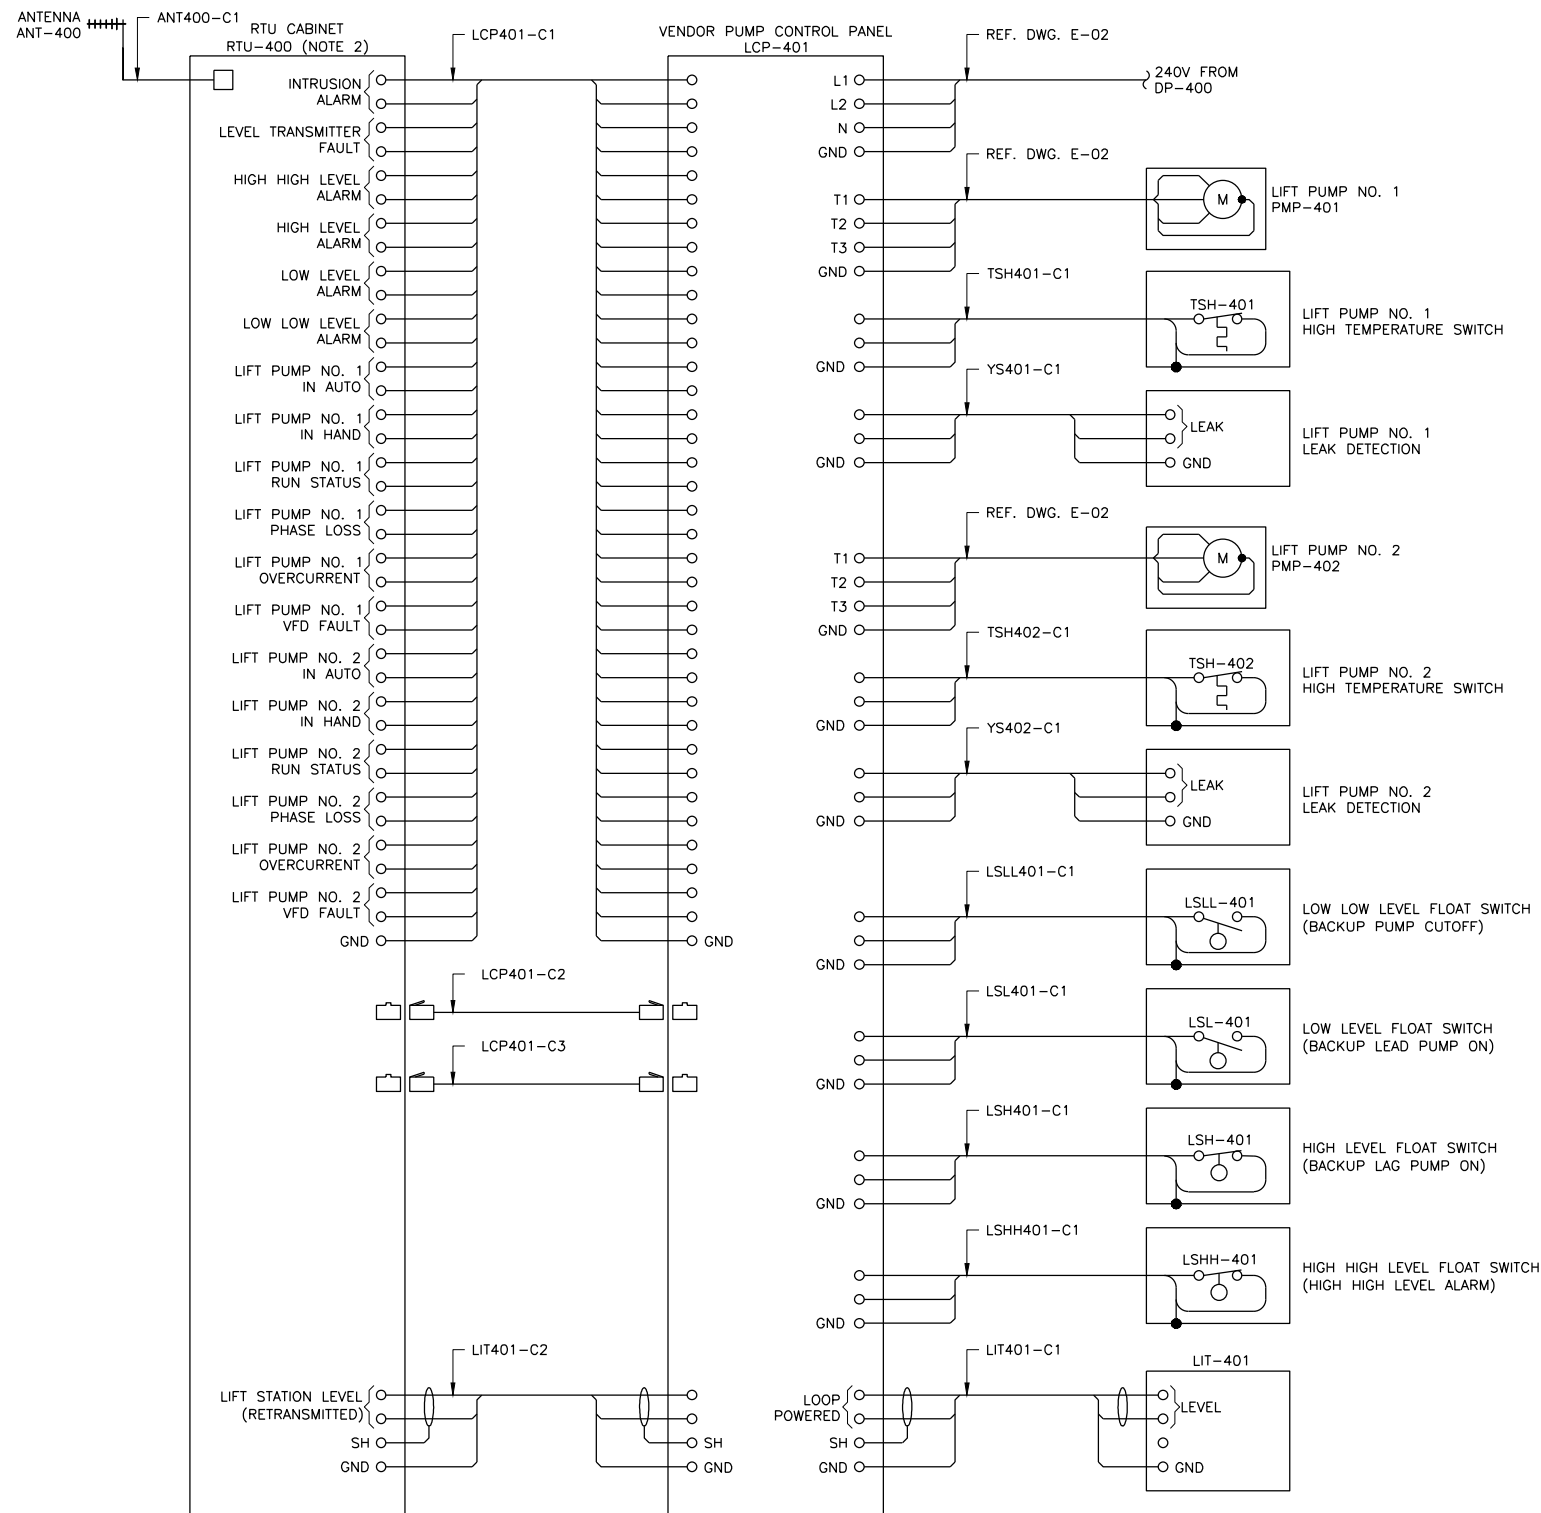 ANTENNA
ANT-400
ANT400-C1
RTU CABINET
RTU-400 (NOTE 2)
LCP401-C1
VENDOR PUMP CONTROL PANEL
LCP-401
REF. DWG. E-02
240V FROM
DP-400
INTRUSION
ALARM
LEVEL TRANSMITTER
FAULT
HIGH HIGH LEVEL
ALARM
HIGH LEVEL
ALARM
LOW LEVEL
ALARM
LOW LOW LEVEL
ALARM
LIFT PUMP NO. 1
IN AUTO
LIFT PUMP NO. 1
IN HAND
LIFT PUMP NO. 1
RUN STATUS
LIFT PUMP NO. 1
PHASE LOSS
LIFT PUMP NO. 1
OVERCURRENT
LIFT PUMP NO. 1
VFD FAULT
LIFT PUMP NO. 2
IN AUTO
LIFT PUMP NO. 2
IN HAND
LIFT PUMP NO. 2
RUN STATUS
LIFT PUMP NO. 2
PHASE LOSS
LIFT PUMP NO. 2
OVERCURRENT
LIFT PUMP NO. 2
VFD FAULT
GND
GND
LCP401-C2
LCP401-C3
LIT401-C2
LIFT STATION LEVEL
(RETRANSMITTED)
SH
GND
SH
GND
L1
L2
N
GND
REF. DWG. E-02
T1
T2
T3
GND
M
LIFT PUMP NO. 1
PMP-401
TSH401-C1
GND
TSH-401
LIFT PUMP NO. 1
HIGH TEMPERATURE SWITCH
YS401-C1
GND
LEAK
GND
LIFT PUMP NO. 1
LEAK DETECTION
REF. DWG. E-02
T1
T2
T3
GND
M
LIFT PUMP NO. 2
PMP-402
TSH402-C1
GND
TSH-402
LIFT PUMP NO. 2
HIGH TEMPERATURE SWITCH
YS402-C1
GND
LEAK
GND
LIFT PUMP NO. 2
LEAK DETECTION
LSLL401-C1
GND
LSLL-401
LOW LOW LEVEL FLOAT SWITCH
(BACKUP PUMP CUTOFF)
LSL401-C1
GND
LSL-401
LOW LEVEL FLOAT SWITCH
(BACKUP LEAD PUMP ON)
LSH401-C1
GND
LSH-401
HIGH LEVEL FLOAT SWITCH
(BACKUP LAG PUMP ON)
LSHH401-C1
GND
LSHH-401
HIGH HIGH LEVEL FLOAT SWITCH
(HIGH HIGH LEVEL ALARM)
LIT401-C1
LOOP
POWERED
SH
GND
LIT-401
LEVEL
GND